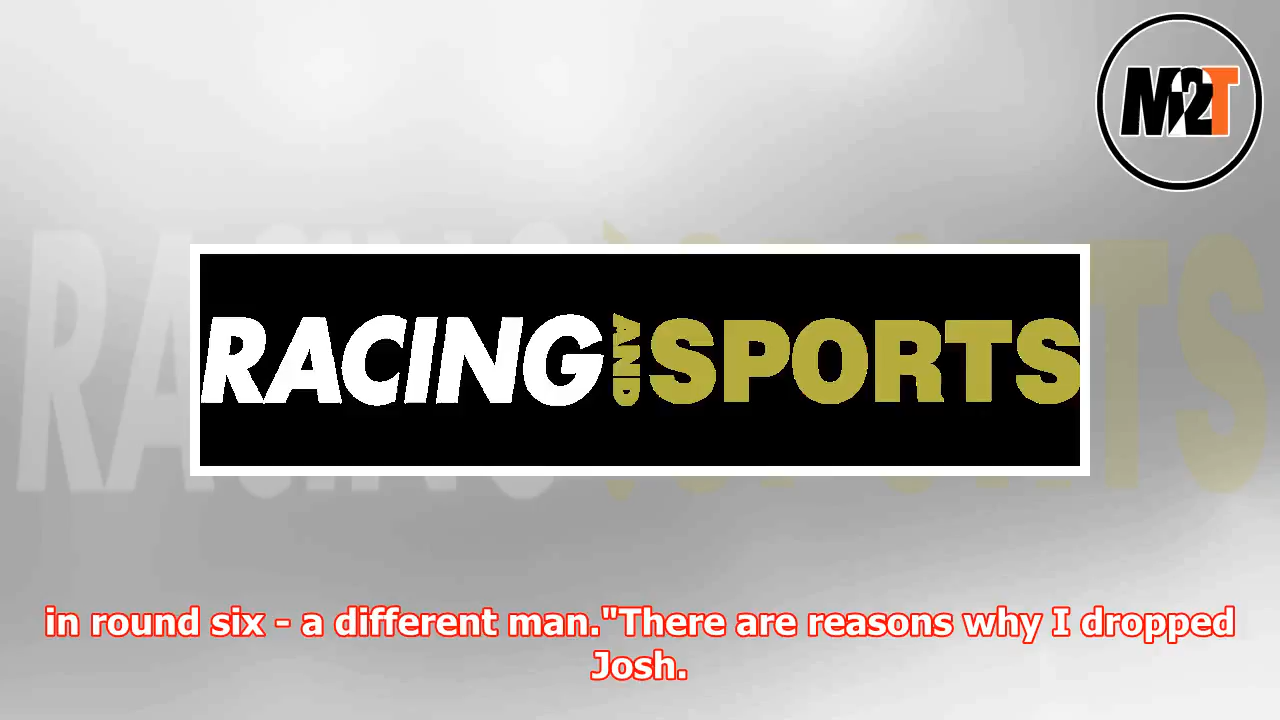 M2T
RACING AND SPORTS
in round six - a different man."There are reasons why I dropped
Josh.